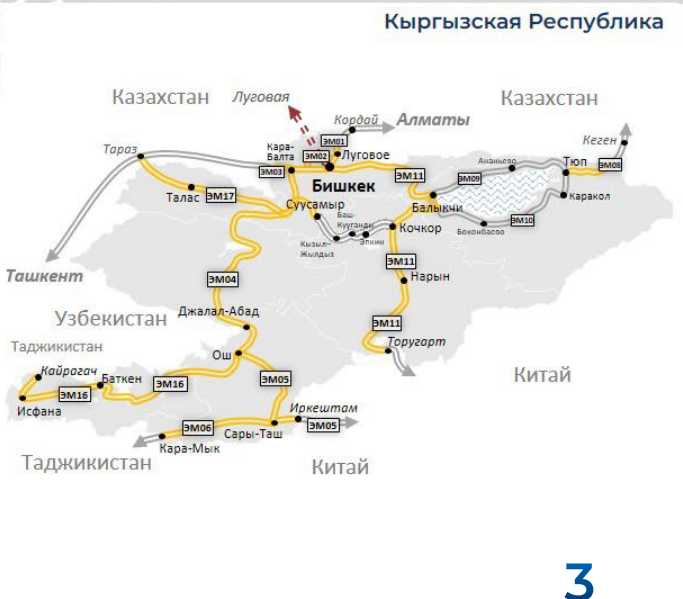 Кыргызская Республика
Казахстан
Луговая
Казахстан
Кордай
Алматы
Тараз
Кара-
Балта
ЭМ01
ЭМ02
Луговое
Кеген
Ананьево
Тюп
ЭМ03
ЭМ11
ЭМ09
ЭМ08
Бишкек
Талас
ЭМ17
Суусамыр
Балыкчи
Каракол
Баш-
Кууганды
Кочкор
ЭМ10
Боконбаево
Кызыл-
Жылдыз
Эпкин
ЭМ11
Ташкент
ЭМ04
Нарын
Узбекистан
Джалал-Абад
ЭМ11
Таджикистан
Торугарт
Ош
Кайрагач
Баткен
ЭМ16
ЭМ05
Китай
ЭМ16
Исфана
Иркештам
ЭМ06
Сары-Таш
ЭМ05
Кара-Мык
Таджикистан
Китай
3